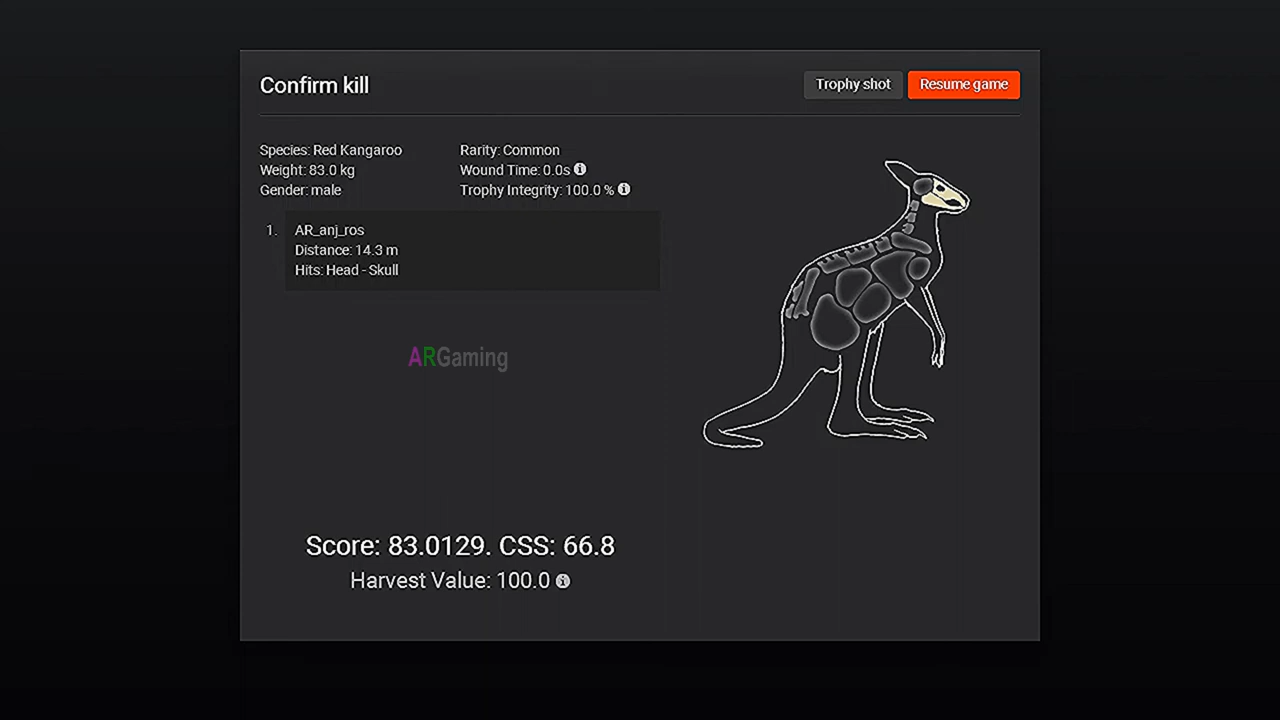 Confirm kill
Trophy shot
Resume game
Species: Red Kangaroo
Weight: 83.0 kg
Gender: male
Rarity: Common
Wound Time: 0.0s
Trophy Integrity: 100.0 %
1.
AR_anj_ros
Distance: 14.3 m
Hits: Head - Skull
ARGaming
Score: 83.0129. CSS: 66.8
Harvest Value: 100.0